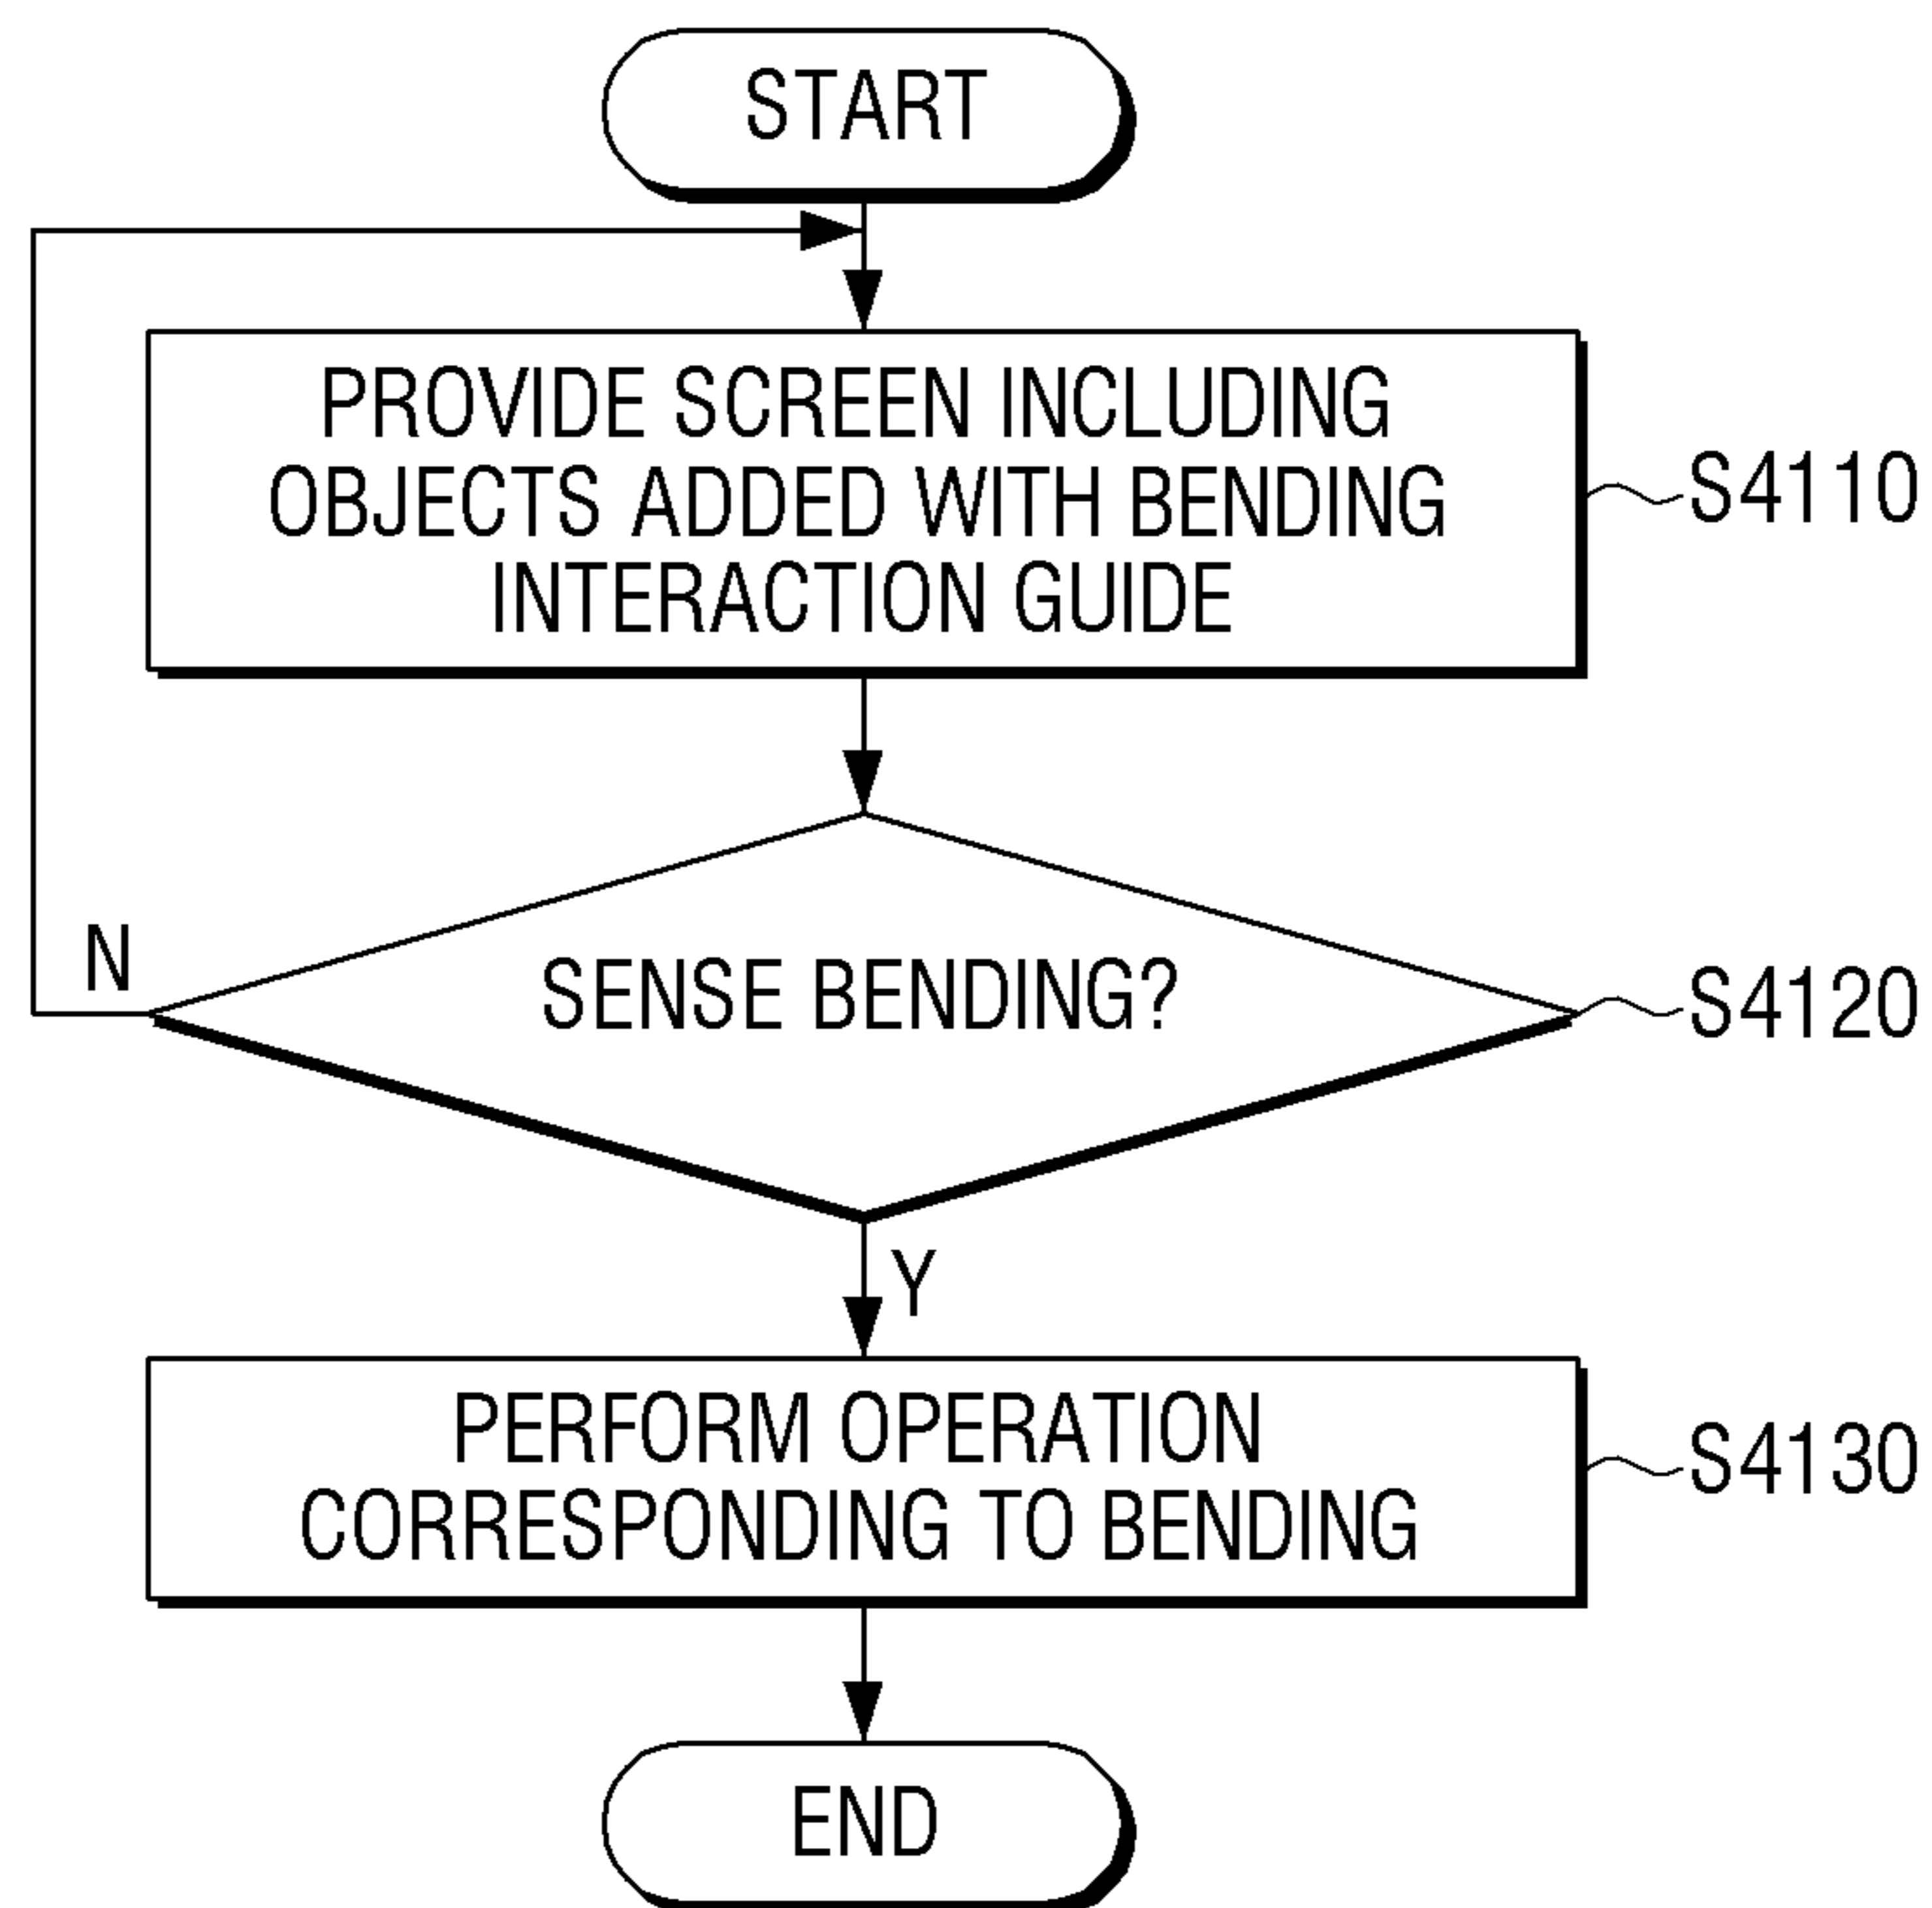 START
PROVIDE SCREEN INCLUDING
OBJECTS ADDED WITH BENDING
INTERACTION GUIDE
S4110
N
SENSE BENDING?
S4120
Y
PERFORM OPERATION
CORRESPONDING TO BENDING
S4130
END